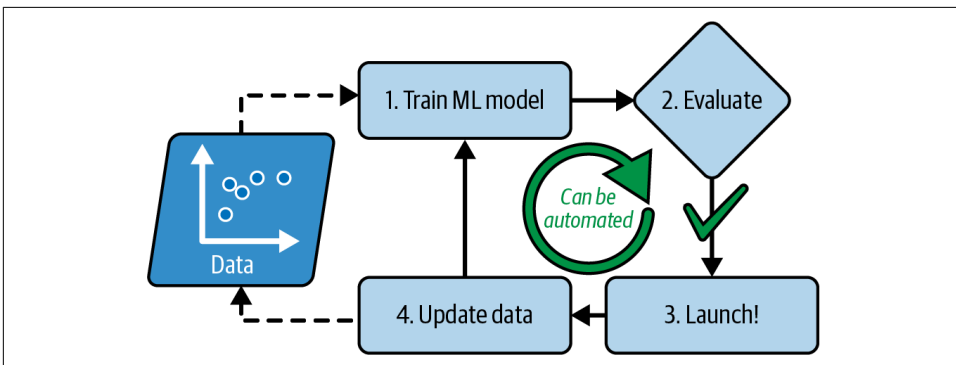 1. Train ML model
2. Evaluate
Can be
automated
Data
4. Update data
3. Launch!